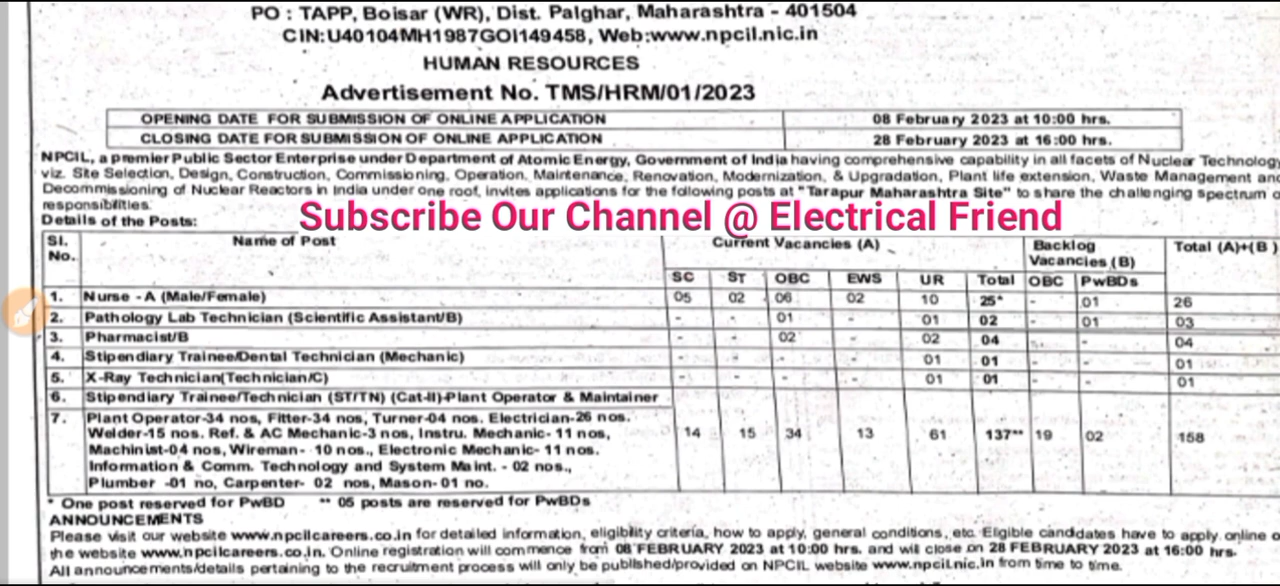 PO : TAPP, Boisar (WR), Dist. Palghar, Maharashtra - 401504
CIN:U40104MH1987GOI149458, Web:www.npcil.nic.in
HUMAN RESOURCES
Advertisement No. TMS/HRM/01/2023
OPENING DATE FOR SUBMISSION OF ONLINE APPLICATION 08 February 2023 at 10:00 hrs.
CLOSING DATE FOR SUBMISSION OF ONLINE APPLICATION 28 February 2023 at 16:00 hrs.
NPCIL, a premier Public Sector Enterprise under Department of Atomic Energy, Government of India having comprehensive capability in all facets of Nuclear Technology
viz. Site Selection, Design, Construction, Commissioning, Operation, Maintenance, Renovation, Modernization, & Upgradation, Plant life extension, Waste Management and
Decommissioning of Nuclear Reactors in India under one roof, invites applications for the following posts at "Tarapur Maharashtra Site" to share the challenging spectrum o
responsibilities.
Subscribe Our Channel @ Electrical Friend
Details of the Posts:
Sl. No. Name of Post Current Vacancies (A) Backlog Vacancies (B) Total (A)+(B)
SC ST OBC EWS UR Total OBC PwBDs
1. Nurse -A (Male/Female) 05 02 06 02 10 25* - 01 26
2. Pathology Lab Technician (Scientific Assistant/B) - - 01 - 01 02 - 01 03
3. Pharmacist/B - - 02 - 02 04 - - 04
4. Stipendiary Trainee/Dental Technician (Mechanic) - - - - 01 01 - - 01
5. X-Ray Technician(Technician/C) - - - - 01 01 - - 01
6. Stipendiary Trainee/Technician (ST/TN) (Cat-II)-Plant Operator & Maintainer
7. Plant Operator-34 nos, Fitter-34 nos, Turner-04 nos. Electrician-26 nos.
Welder-15 nos. Ref. & AC Mechanic-3 nos, Instru. Mechanic- 11 nos, 14 15 34 13 61 137** 19 02 158
Machinist-04 nos, Wireman- 10 nos., Electronic Mechanic- 11 nos.
Information & Comm. Technology and System Maint. - 02 nos.,
Plumber -01 no, Carpenter- 02 nos, Mason-01 no.
* One post reserved for PwBD ** 05 posts are reserved for PwBDs
ANNOUNCEMENTS
Please visit our website www.npcilcareers.co.in for detailed information, eligibility criteria, how to apply, general conditions, etc. Eligible candidates have to apply online o
the website www.npcilcareers.co.in. Online registration will commence from 08 FEBRUARY 2023 at 10:00 hrs. and will close on 28 FEBRUARY 2023 at 16:00 hrs.
All announcements/details pertaining to the recruitment process will only be published/provided on NPCIL website www.npcil.nic.in from time to time.